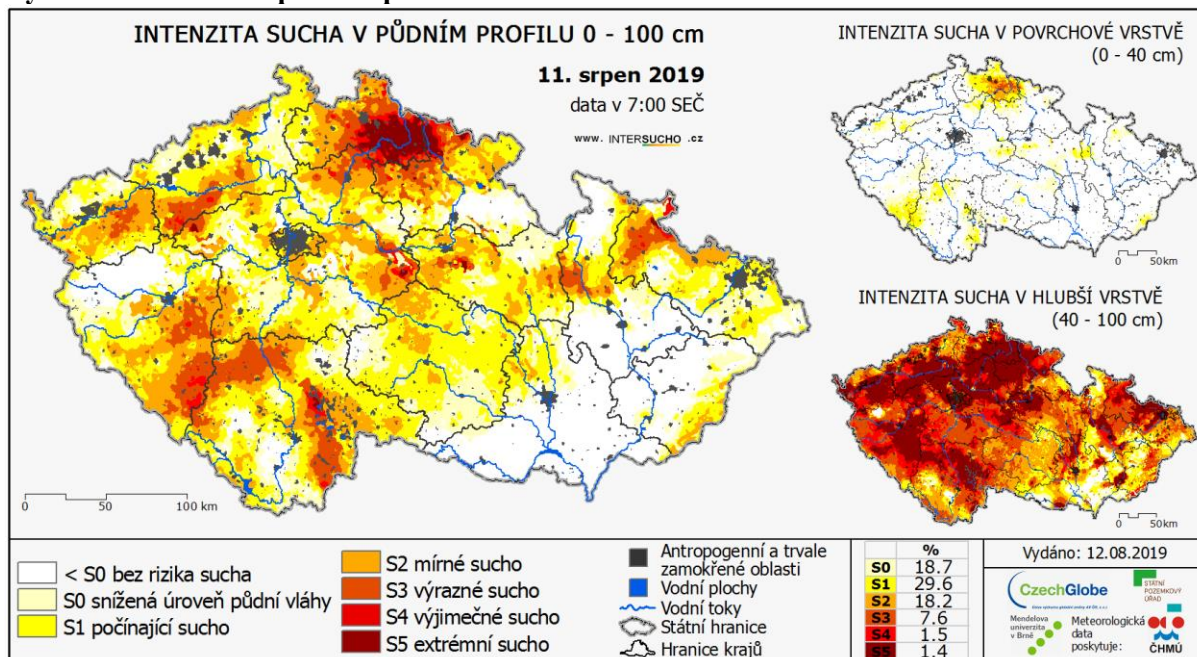 INTENZITA SUCHA V PŮDNÍM PROFILU 0 - 100 cm
11. srpen 2019
data v 7:00 SEČ
www. INTERSUCHO .cz
INTENZITA SUCHA V POVRCHOVÉ VRSTVĚ
(0 - 40 cm)
0 50km
INTENZITA SUCHA V HLUBŠÍ VRSTVĚ
(40 - 100 cm)
0 50km
0 50 100 km
< S0 bez rizika sucha
S0 snížená úroveň půdní vláhy
S1 počínající sucho
S2 mírné sucho
S3 výrazné sucho
S4 výjimečné sucho
S5 extrémní sucho
Antropogenní a trvale
zamokřené oblasti
Vodní plochy
Vodní toky
Státní hranice
Hranice krajů
%
S0 18.7
S1 29.6
S2 18.2
S3 7.6
S4 1.5
S5 1.4
Vydáno: 12.08.2019
CzechGlobe
STÁTNÍ
POZEMKOVÝ
ÚŘAD
Mendelova
univerzita
v Brně
Meteorologická
data
poskytuje:
ČHMÚ